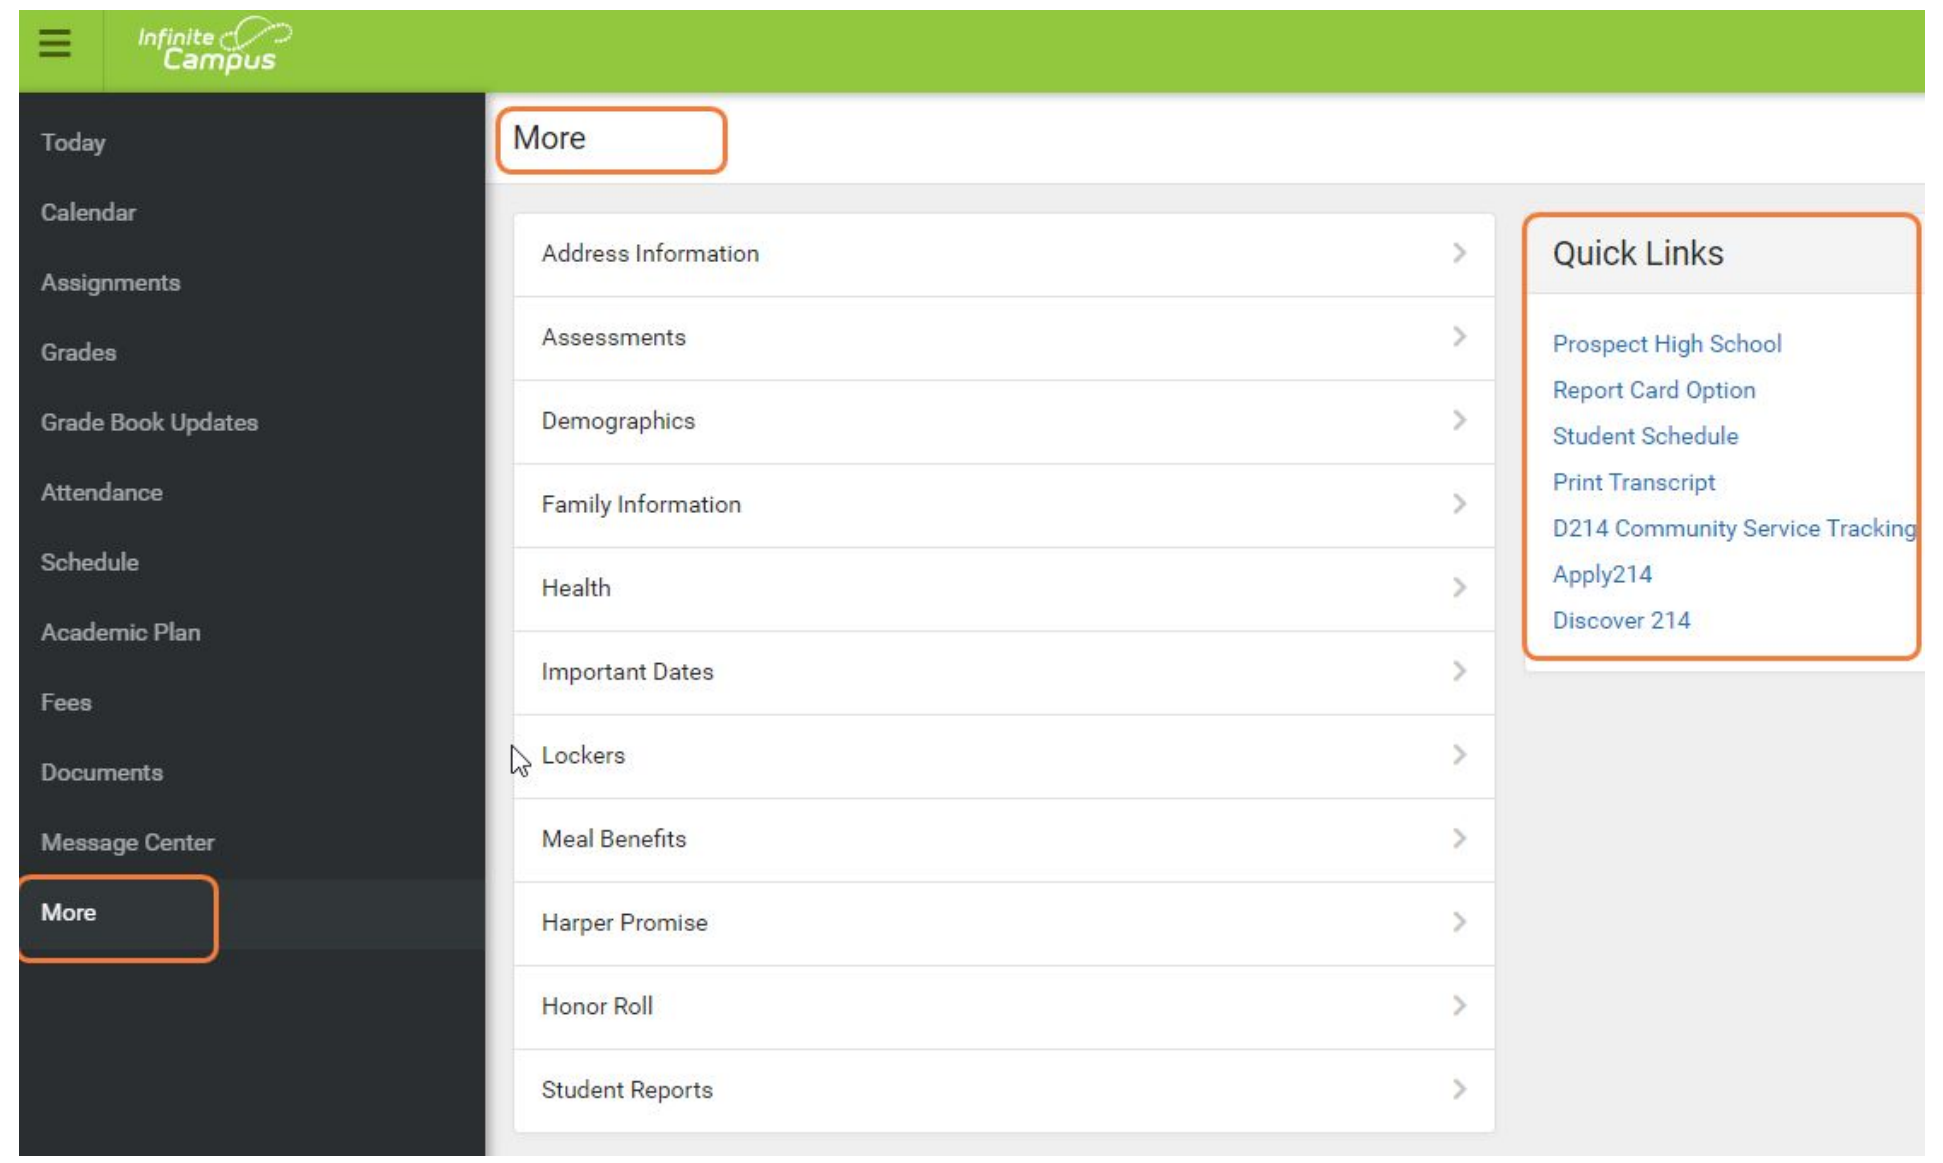 Infinite
Campus
Today
Calendar
Assignments
Grades
Grade Book Updates
Attendance
Schedule
Academic Plan
Fees
Documents
Message Center
More
More
Address Information
Assessments
Demographics
Family Information
Health
Important Dates
Lockers
Meal Benefits
Harper Promise
Honor Roll
Student Reports
Quick Links
Prospect High School
Report Card Option
Student Schedule
Print Transcript
D214 Community Service Tracking
Apply214
Discover 214